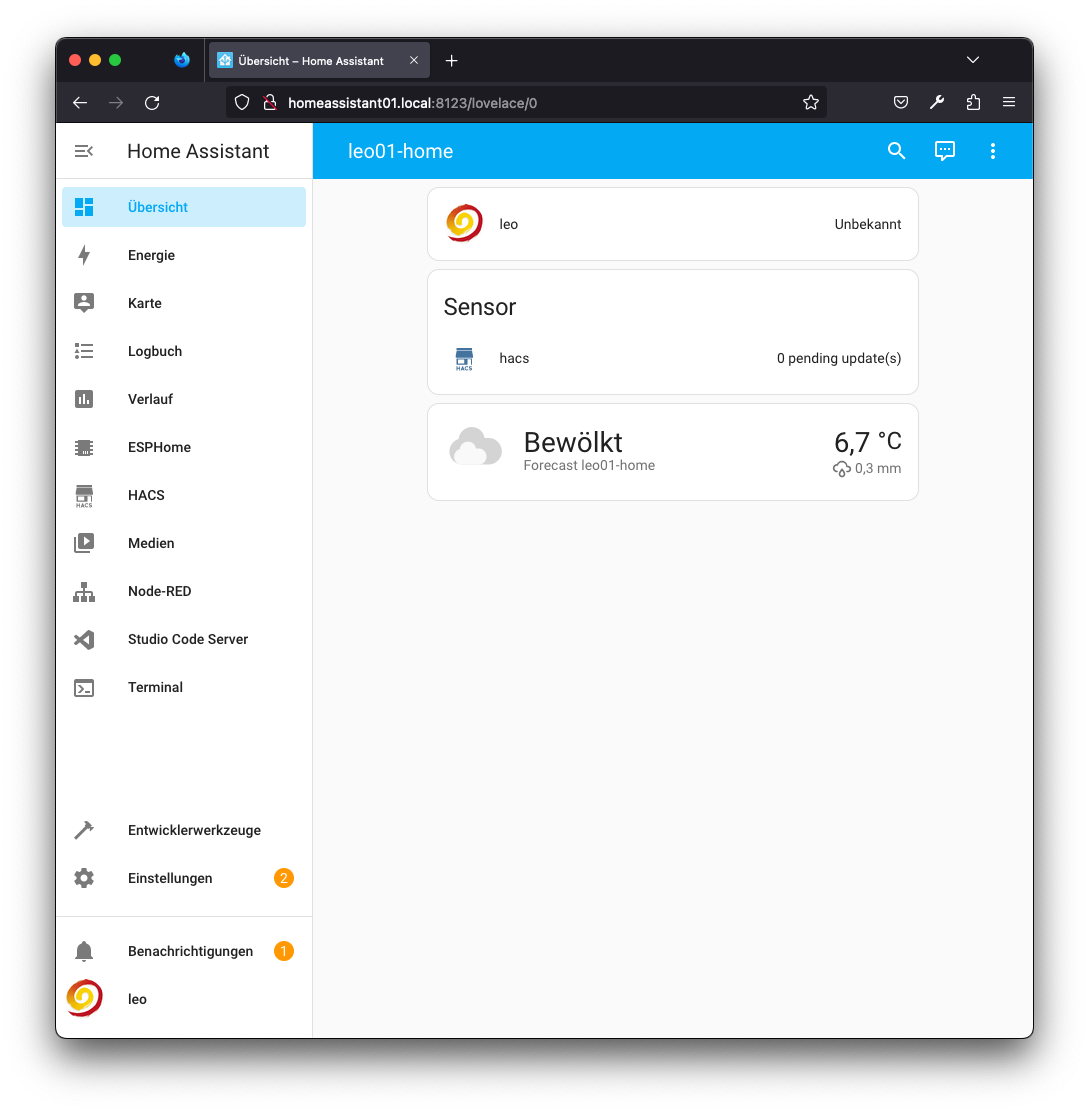 Übersicht – Home Assistant
homeassistant01.local:8123/lovelace/0
Home Assistant
leo01-home
Übersicht
Energie
Karte
Logbuch
Verlauf
ESPHome
HACS
HACS
Medien
Node-RED
Studio Code Server
Terminal
Entwicklerwerkzeuge
Einstellungen 2
Benachrichtigungen 1
leo
leo Unbekannt
Sensor
HACS
hacs 0 pending update(s)
Bewölkt 6,7 °C
Forecast leo01-home 0,3 mm